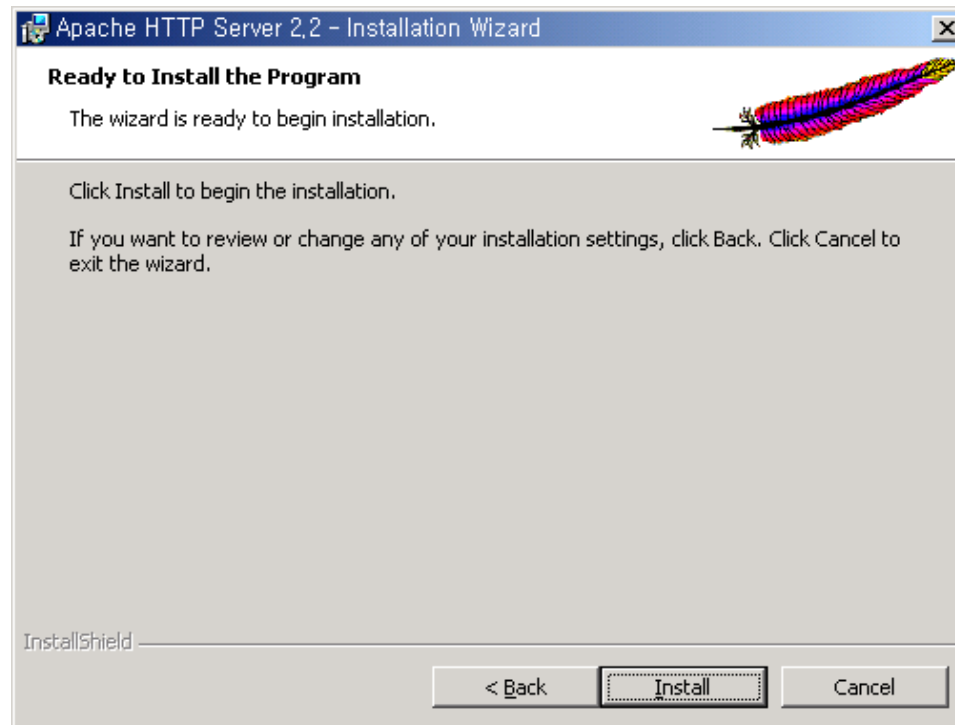 Apache HTTP Server 2,2 - Installation Wizard
Ready to Install the Program
The wizard is ready to begin installation.
Click Install to begin the installation.
If you want to review or change any of your installation settings, click Back. Click Cancel to
exit the wizard.
InstallShield
< Back Install Cancel